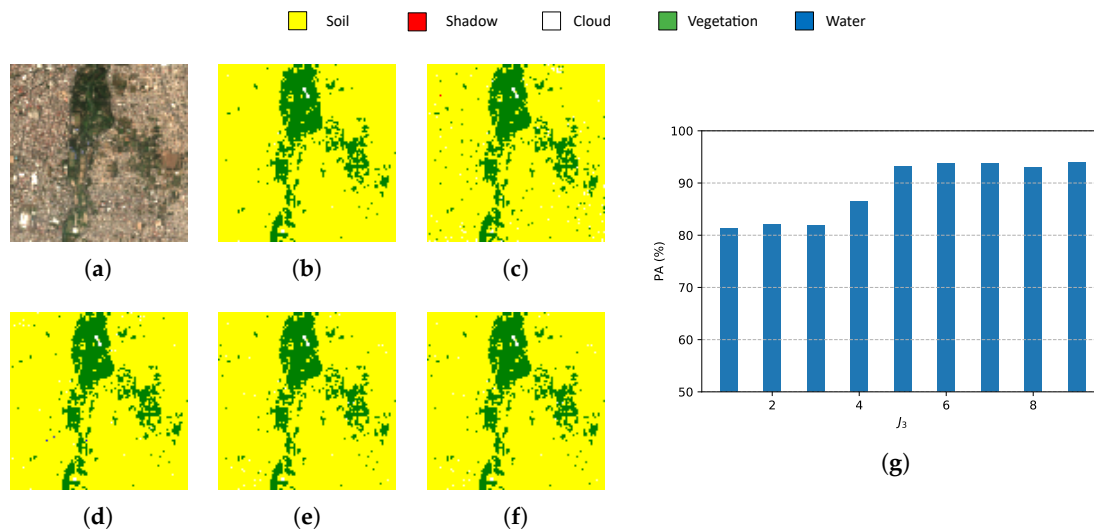 Soil Shadow Cloud Vegetation Water
(a) (b) (c)
(d) (e) (f)
100
90
80
70
60
50
PA (%)
2 4 6 8
J3
(g)